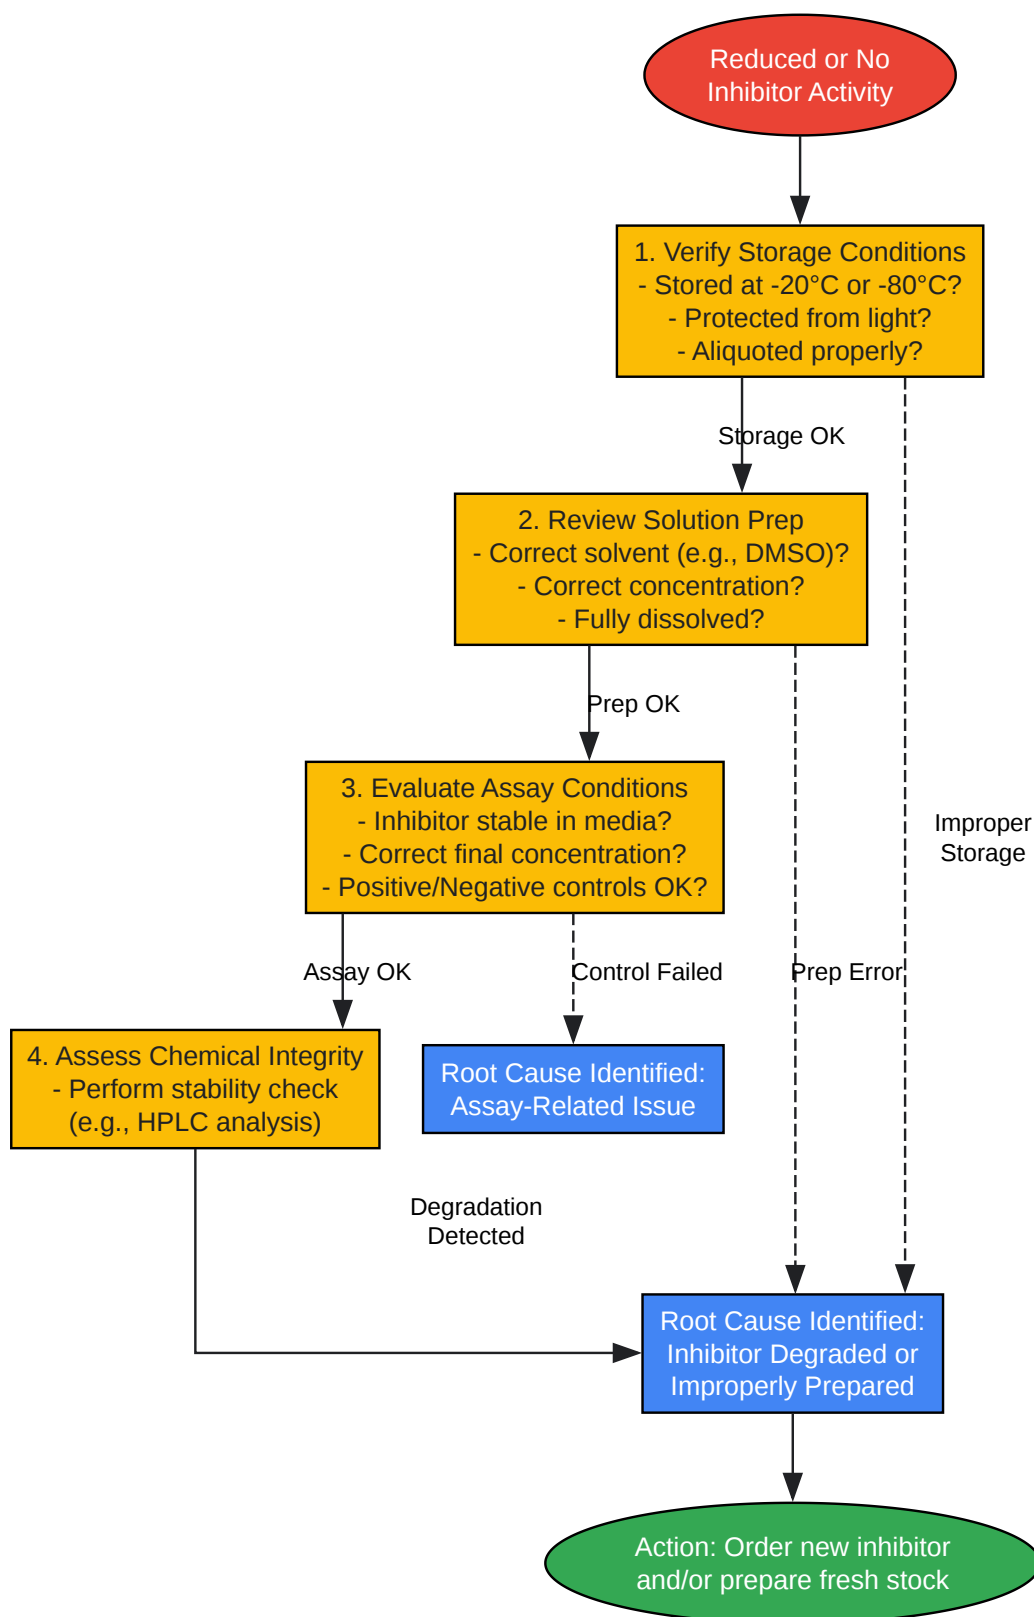 Reduced or No
Inhibitor Activity
1. Verify Storage Conditions
- Stored at -20°C or -80°C?
- Protected from light?
- Aliquoted properly?
Storage OK
2. Review Solution Prep
- Correct solvent (e.g., DMSO)?
- Correct concentration?
- Fully dissolved?
Prep OK
3. Evaluate Assay Conditions
- Inhibitor stable in media?
- Correct final concentration?
- Positive/Negative controls OK?
Improper
Storage
Assay OK
Control Failed
Prep Error
4. Assess Chemical Integrity
- Perform stability check
(e.g., HPLC analysis)
Root Cause Identified:
Assay-Related Issue
Degradation
Detected
Root Cause Identified:
Inhibitor Degraded or
Improperly Prepared
Action: Order new inhibitor
and/or prepare fresh stock